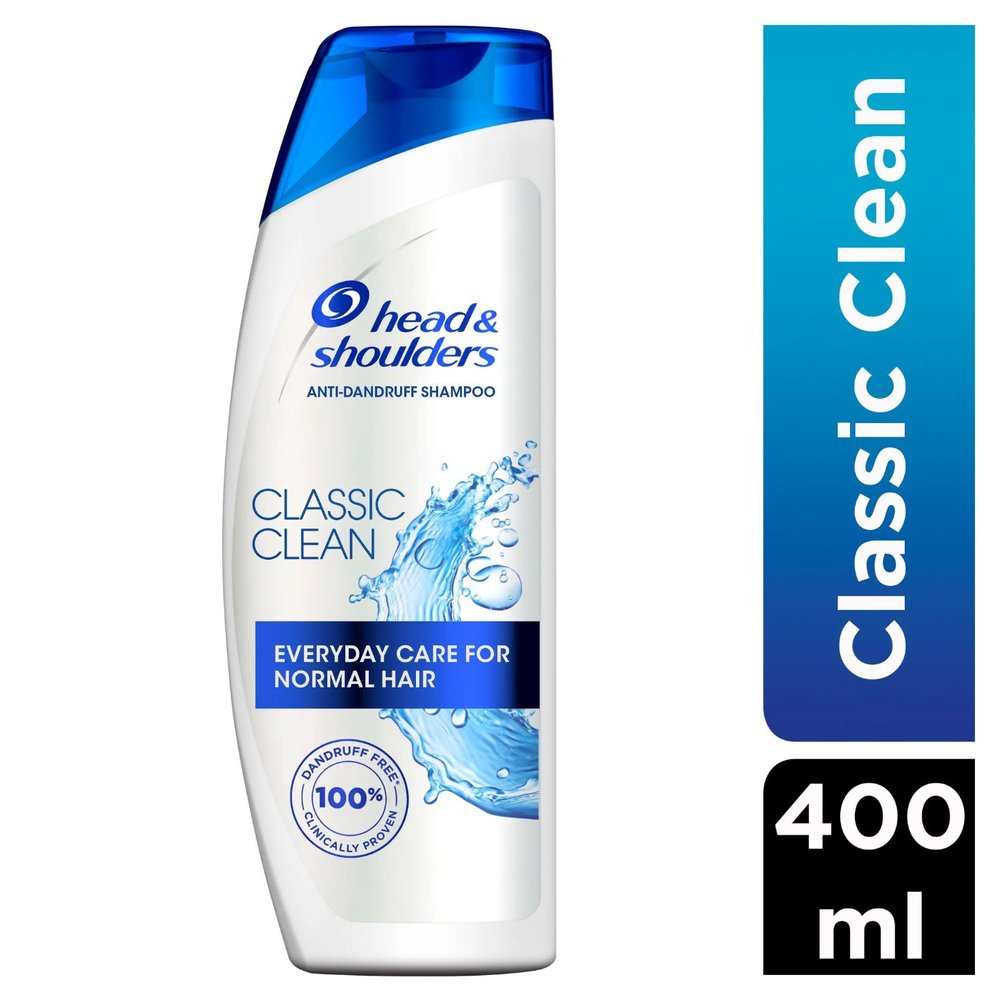 head &
shoulders
ANTI-DANDRUFF SHAMPOO
CLASSIC
CLEAN
EVERYDAY CARE FOR
NORMAL HAIR
DANDRUFF FREE*
100%
CLINICALLY PROVEN
Classic Clean
400
ml